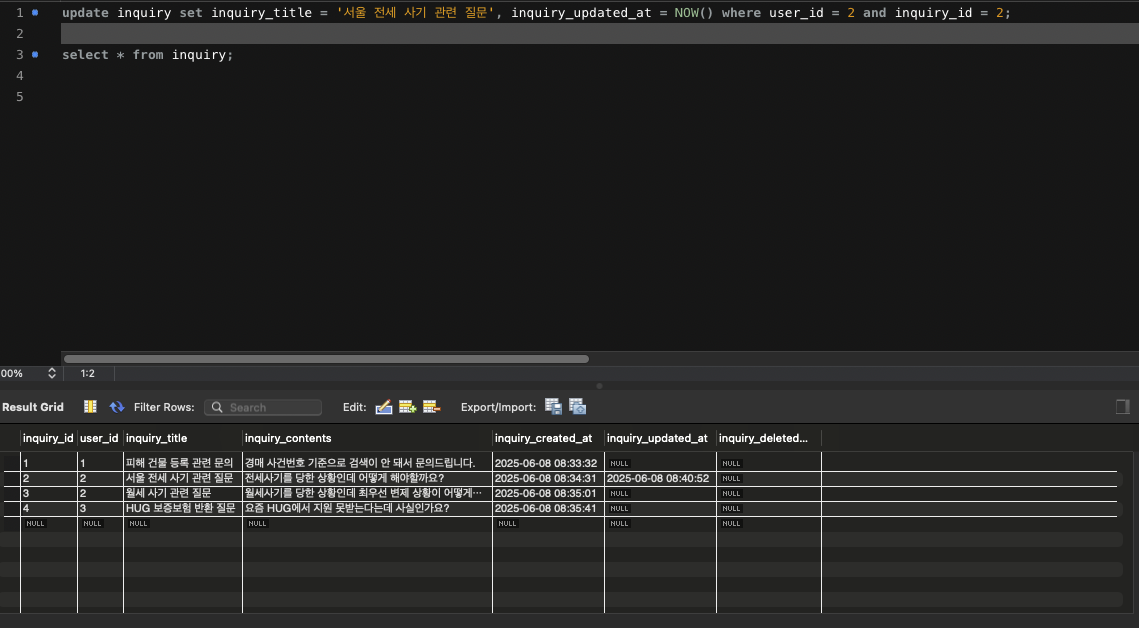 1 update inquiry set inquiry_title = '서울 전세 사기 관련 질문', inquiry_updated_at = NOW() where user_id = 2 and inquiry_id = 2;
2
3 select * from inquiry;
4
5
00% 1:2
Result Grid Filter Rows: Search Edit: Export/Import:
inquiry_id user_id inquiry_title inquiry_contents inquiry_created_at inquiry_updated_at inquiry_deleted...
1 1 피해 건물 등록 관련 문의 경매 사건번호 기준으로 검색이 안 돼서 문의드립니다. 2025-06-08 08:33:32 NULL NULL
2 2 서울 전세 사기 관련 질문 전세사기를 당한 상황인데 어떻게 해야할까요? 2025-06-08 08:34:31 2025-06-08 08:40:52 NULL
3 2 월세 사기 관련 질문 월세사기를 당한 상황인데 최우선 변제 상황이 어떻게… 2025-06-08 08:35:01 NULL NULL
4 3 HUG 보증보험 반환 질문 요즘 HUG에서 지원 못받는다는데 사실인가요? 2025-06-08 08:35:41 NULL NULL
NULL NULL NULL NULL NULL NULL NULL